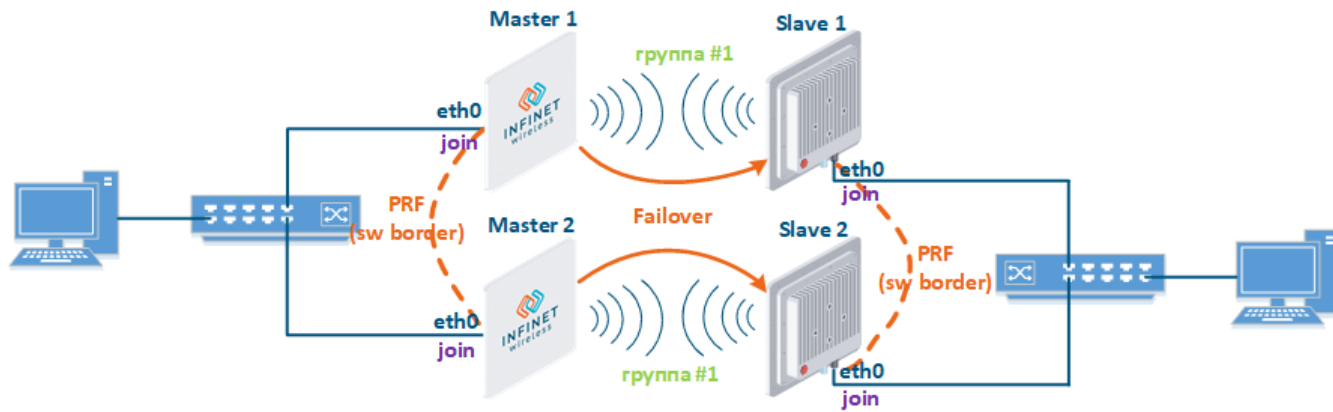 Master 1
Slave 1
группа #1
eth0
join
INFINET
wireless
eth0
join
PRF
(sw border)
Failover
Master 2
Slave 2
PRF
(sw border)
eth0
join
INFINET
wireless
группа #1
eth0
join